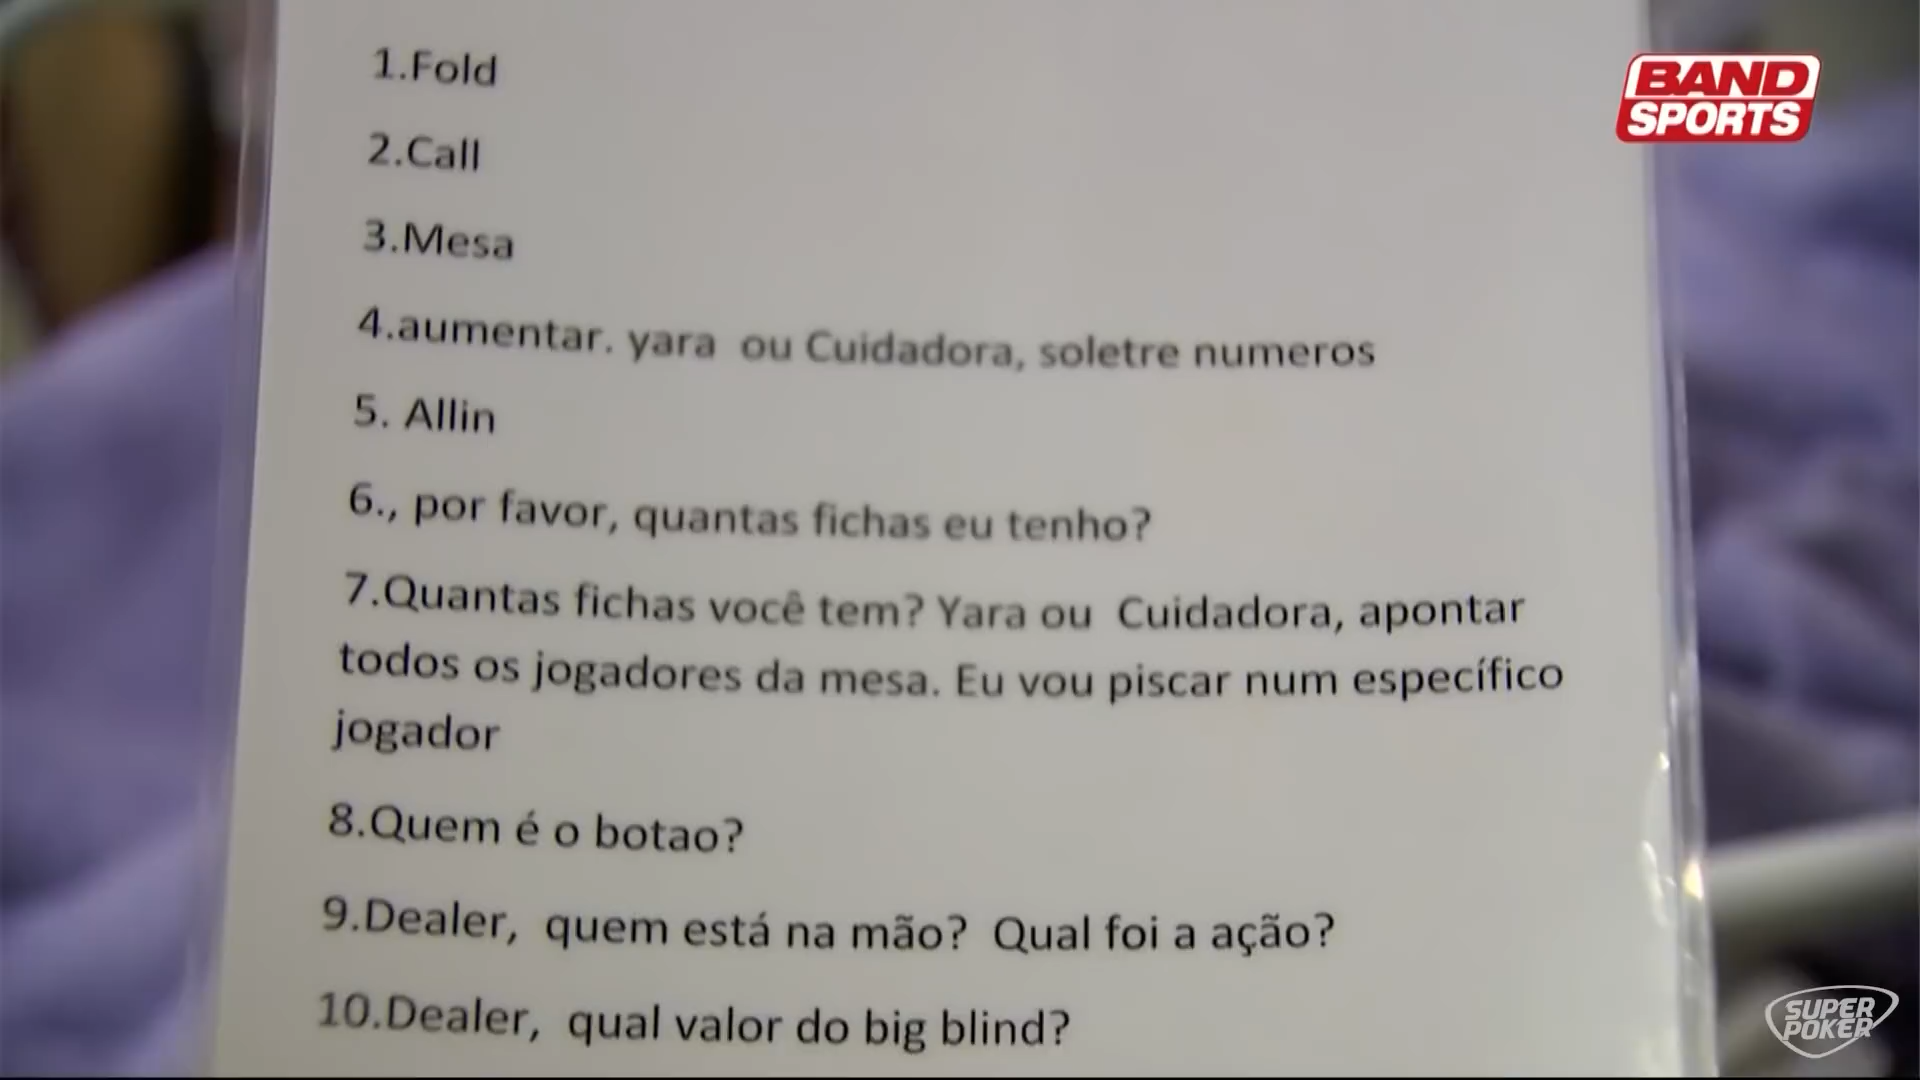 BAND
SPORTS
1.Fold
2.Call
3.Mesa
4.aumentar. yara ou Cuidadora, soletre numeros
5. Allin
6., por favor, quantas fichas eu tenho?
7.Quantas fichas você tem? Yara ou Cuidadora, apontar
todos os jogadores da mesa. Eu vou piscar num específico
jogador
8.Quem é o botao?
9.Dealer, quem está na mão? Qual foi a ação?
10.Dealer, qual valor do big blind?
SUPER
POKER